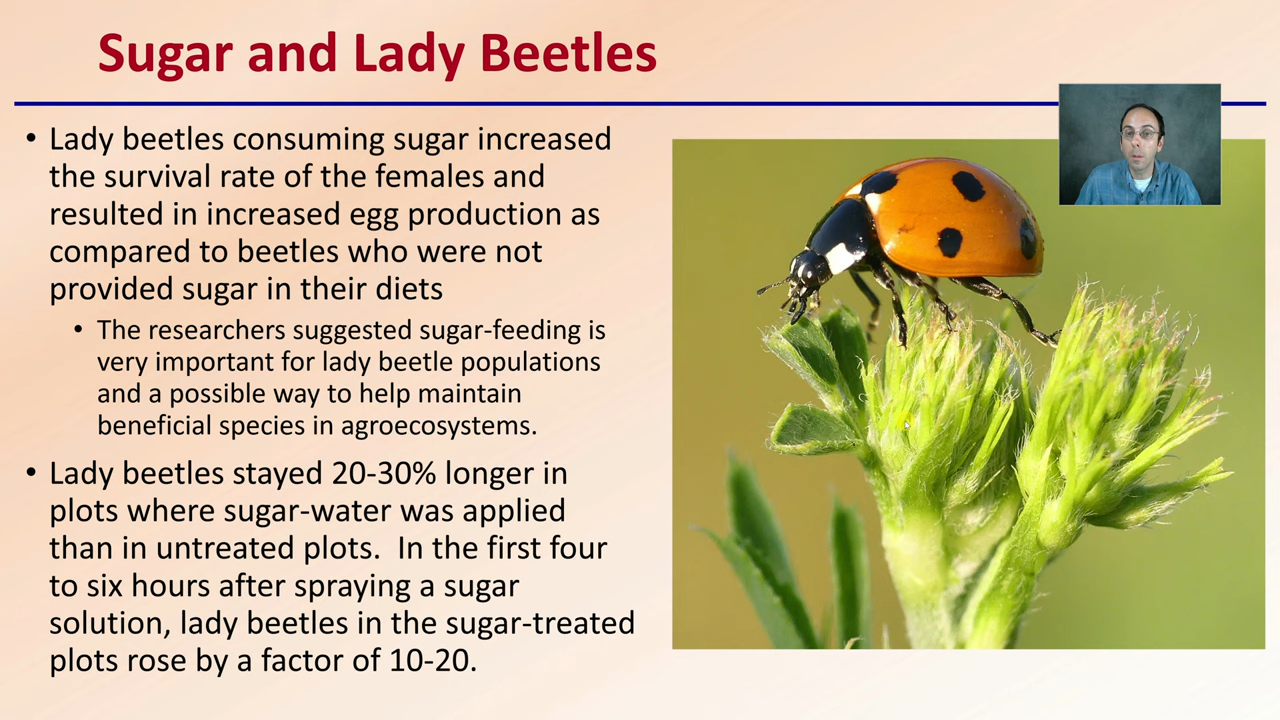 Sugar and Lady Beetles
• Lady beetles consuming sugar increased
the survival rate of the females and
resulted in increased egg production as
compared to beetles who were not
provided sugar in their diets
• The researchers suggested sugar-feeding is
very important for lady beetle populations
and a possible way to help maintain
beneficial species in agroecosystems.
• Lady beetles stayed 20-30% longer in
plots where sugar-water was applied
than in untreated plots.  In the first four
to six hours after spraying a sugar
solution, lady beetles in the sugar-treated
plots rose by a factor of 10-20.